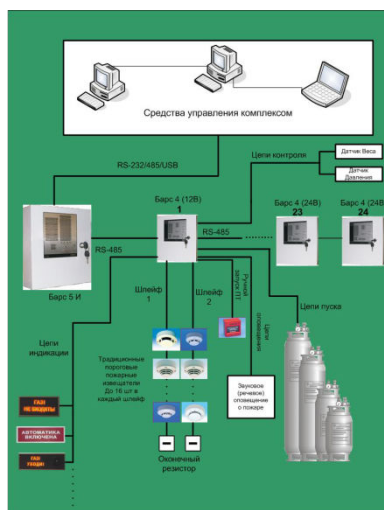 Средства управления комплексом
RS-232/485/USB
Цепи контроля
Датчик Веса
Датчик
Давления
Барс 4 (12В)
1
Барс 4 (24В)
23
Барс 4 (24В)
24
RS-485
RS-485
Барс 5 И
Шлейф
1
Шлейф
2
Ручной
запуск ПТ
Цепи
оповещения
Цепи пуска
Цепи
индикации
Традиционные
пороговые
пожарные
извещатели
До 16 шт в
каждый шлейф
ГАЗ!
НЕ ВХОДИТЬ!
АВТОМАТИКА
ВКЛЮЧЕНА
ГАЗ!
УХОДИ!
Звуковое
(речевое)
оповещение
о пожаре
Оконечный
резистор